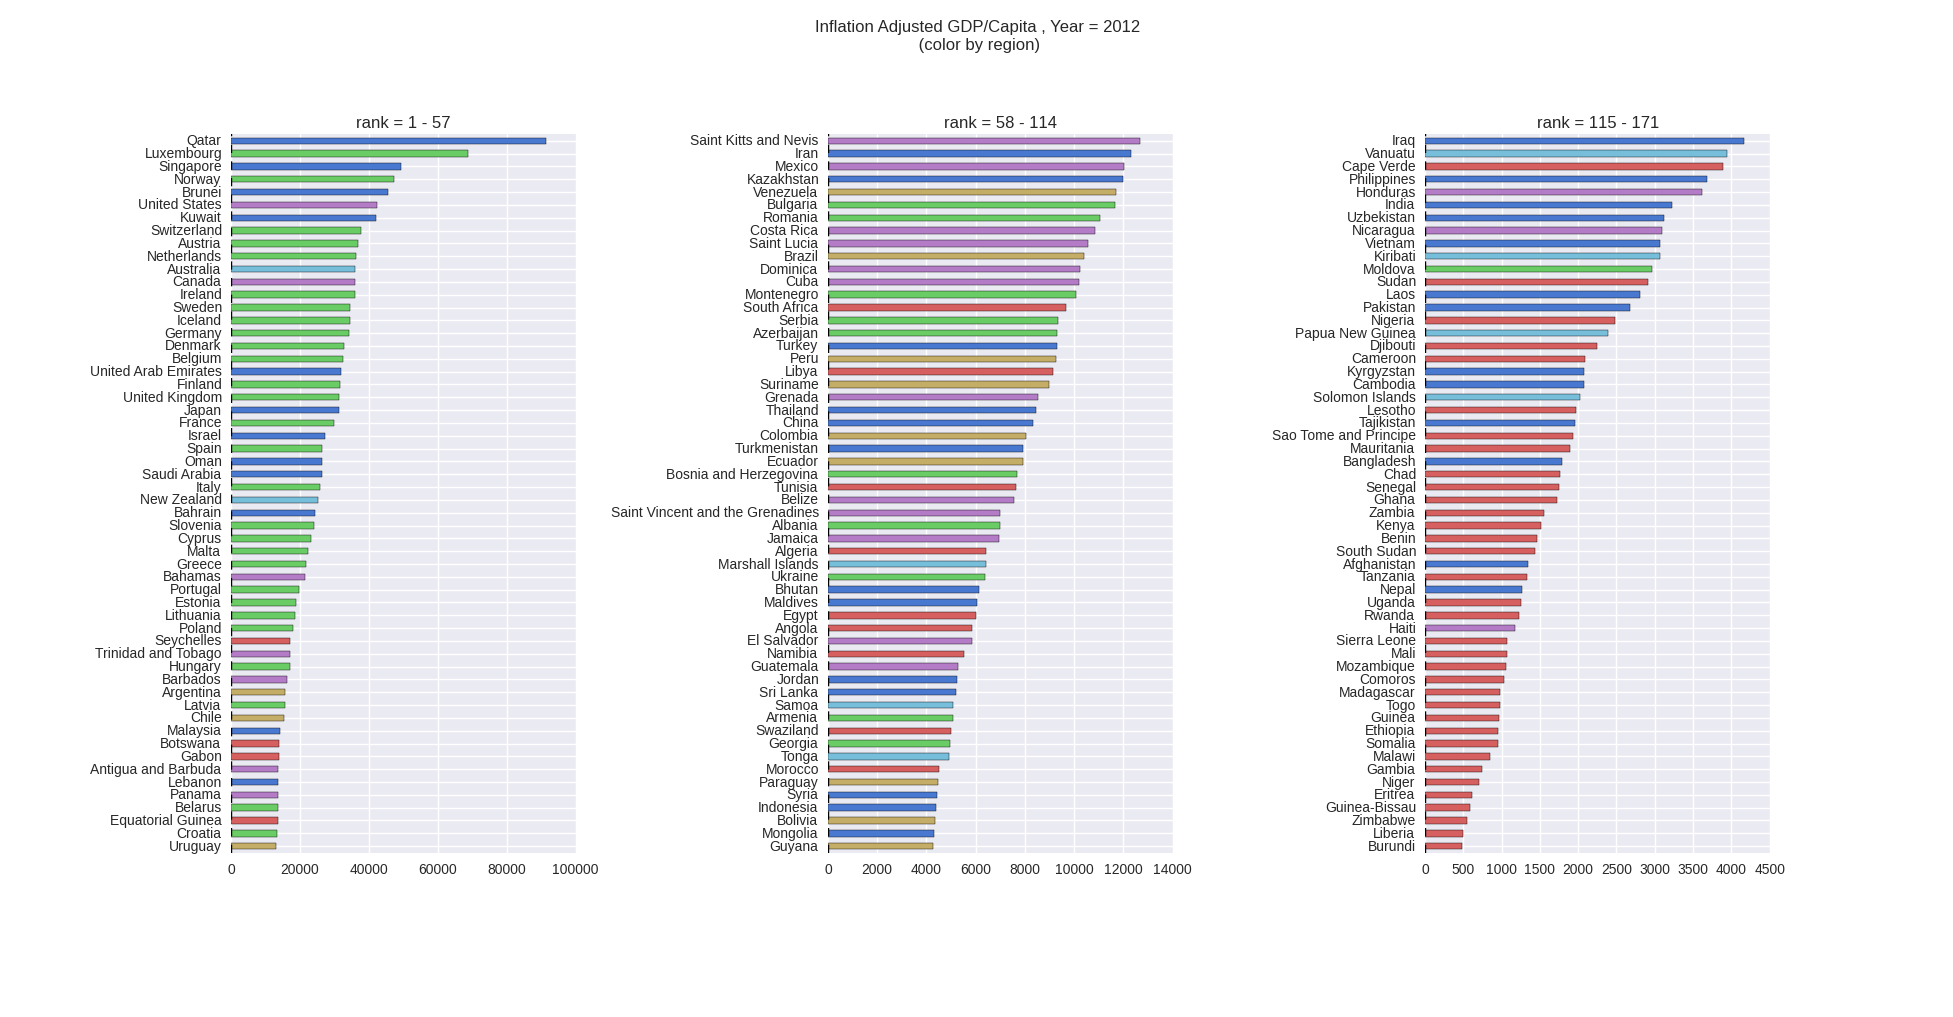 Inflation Adjusted GDP/Capita , Year = 2012
(color by region)
rank = 1 - 57
Qatar
Luxembourg
Singapore
Norway
Brunei
United States
Kuwait
Switzerland
Austria
Netherlands
Australia
Canada
Ireland
Sweden
Iceland
Germany
Denmark
Belgium
United Arab Emirates
Finland
United Kingdom
Japan
France
Israel
Spain
Oman
Saudi Arabia
Italy
New Zealand
Bahrain
Slovenia
Cyprus
Malta
Greece
Bahamas
Portugal
Estonia
Lithuania
Poland
Seychelles
Trinidad and Tobago
Hungary
Barbados
Argentina
Latvia
Chile
Malaysia
Botswana
Gabon
Antigua and Barbuda
Lebanon
Panama
Belarus
Equatorial Guinea
Croatia
Uruguay
0 20000 40000 60000 80000 100000
rank = 58 - 114
Saint Kitts and Nevis
Iran
Mexico
Kazakhstan
Venezuela
Bulgaria
Romania
Costa Rica
Saint Lucia
Brazil
Dominica
Cuba
Montenegro
South Africa
Serbia
Azerbaijan
Turkey
Peru
Libya
Suriname
Grenada
Thailand
China
Colombia
Turkmenistan
Ecuador
Bosnia and Herzegovina
Tunisia
Belize
Saint Vincent and the Grenadines
Albania
Jamaica
Algeria
Marshall Islands
Ukraine
Bhutan
Maldives
Egypt
Angola
El Salvador
Namibia
Guatemala
Jordan
Sri Lanka
Samoa
Armenia
Swaziland
Georgia
Tonga
Morocco
Paraguay
Syria
Indonesia
Bolivia
Mongolia
Guyana
0 2000 4000 6000 8000 10000 12000 14000
rank = 115 - 171
Iraq
Vanuatu
Cape Verde
Philippines
Honduras
India
Uzbekistan
Nicaragua
Vietnam
Kiribati
Moldova
Sudan
Laos
Pakistan
Nigeria
Papua New Guinea
Djibouti
Cameroon
Kyrgyzstan
Cambodia
Solomon Islands
Lesotho
Tajikistan
Sao Tome and Principe
Mauritania
Bangladesh
Chad
Senegal
Ghana
Zambia
Kenya
Benin
South Sudan
Afghanistan
Tanzania
Nepal
Uganda
Rwanda
Haiti
Sierra Leone
Mali
Mozambique
Comoros
Madagascar
Togo
Guinea
Ethiopia
Somalia
Malawi
Gambia
Niger
Eritrea
Guinea-Bissau
Zimbabwe
Liberia
Burundi
0 500 1000 1500 2000 2500 3000 3500 4000 4500